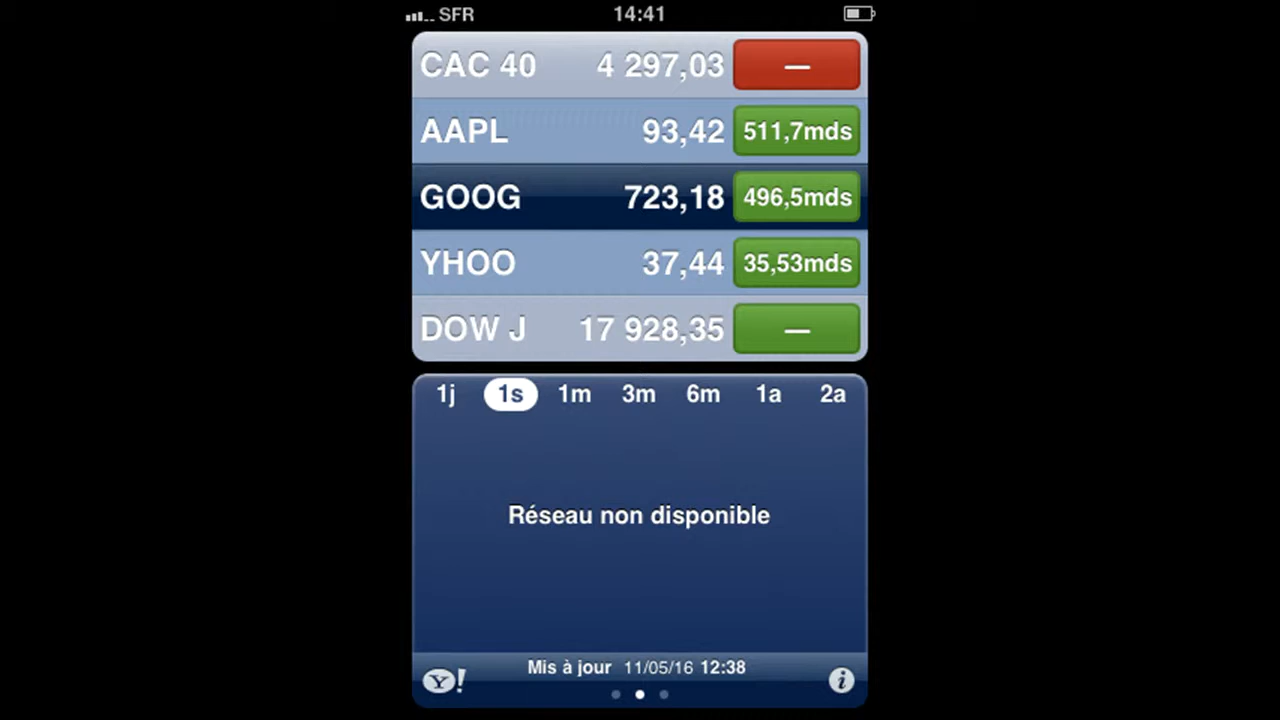 SFR 14:41
CAC 40 4 297,03 —
AAPL 93,42 511,7mds
GOOG 723,18 496,5mds
YHOO 37,44 35,53mds
DOW J 17 928,35 —
1j 1s 1m 3m 6m 1a 2a
Réseau non disponible
Mis à jour 11/05/16 12:38
Y! i